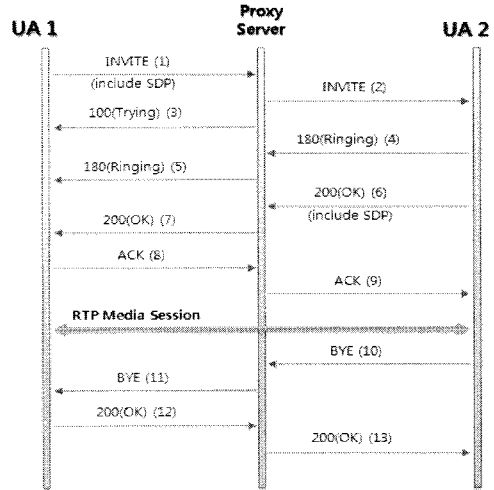 UA 1
Proxy
Server
UA 2
INVITE (1)
(include SDP)
INVITE (2)
100(Trying) (3)
180(Ringing) (4)
180(Ringing) (5)
200(OK) (6)
(include SDP)
200(OK) (7)
ACK (8)
ACK (9)
RTP Media Session
BYE (10)
BYE (11)
200(OK) (12)
200(OK) (13)